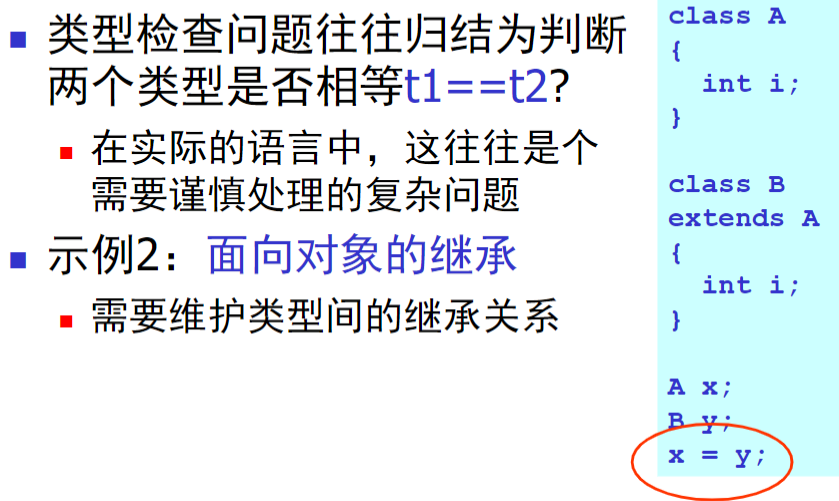 类型检查问题往往归结为判断
两个类型是否相等t1==t2?
在实际的语言中，这往往是个
需要谨慎处理的复杂问题
示例2：面向对象的继承
需要维护类型间的继承关系
class A
{
int i;
}
class B
extends A
{
int i;
}
A x;
B y;
x = y;